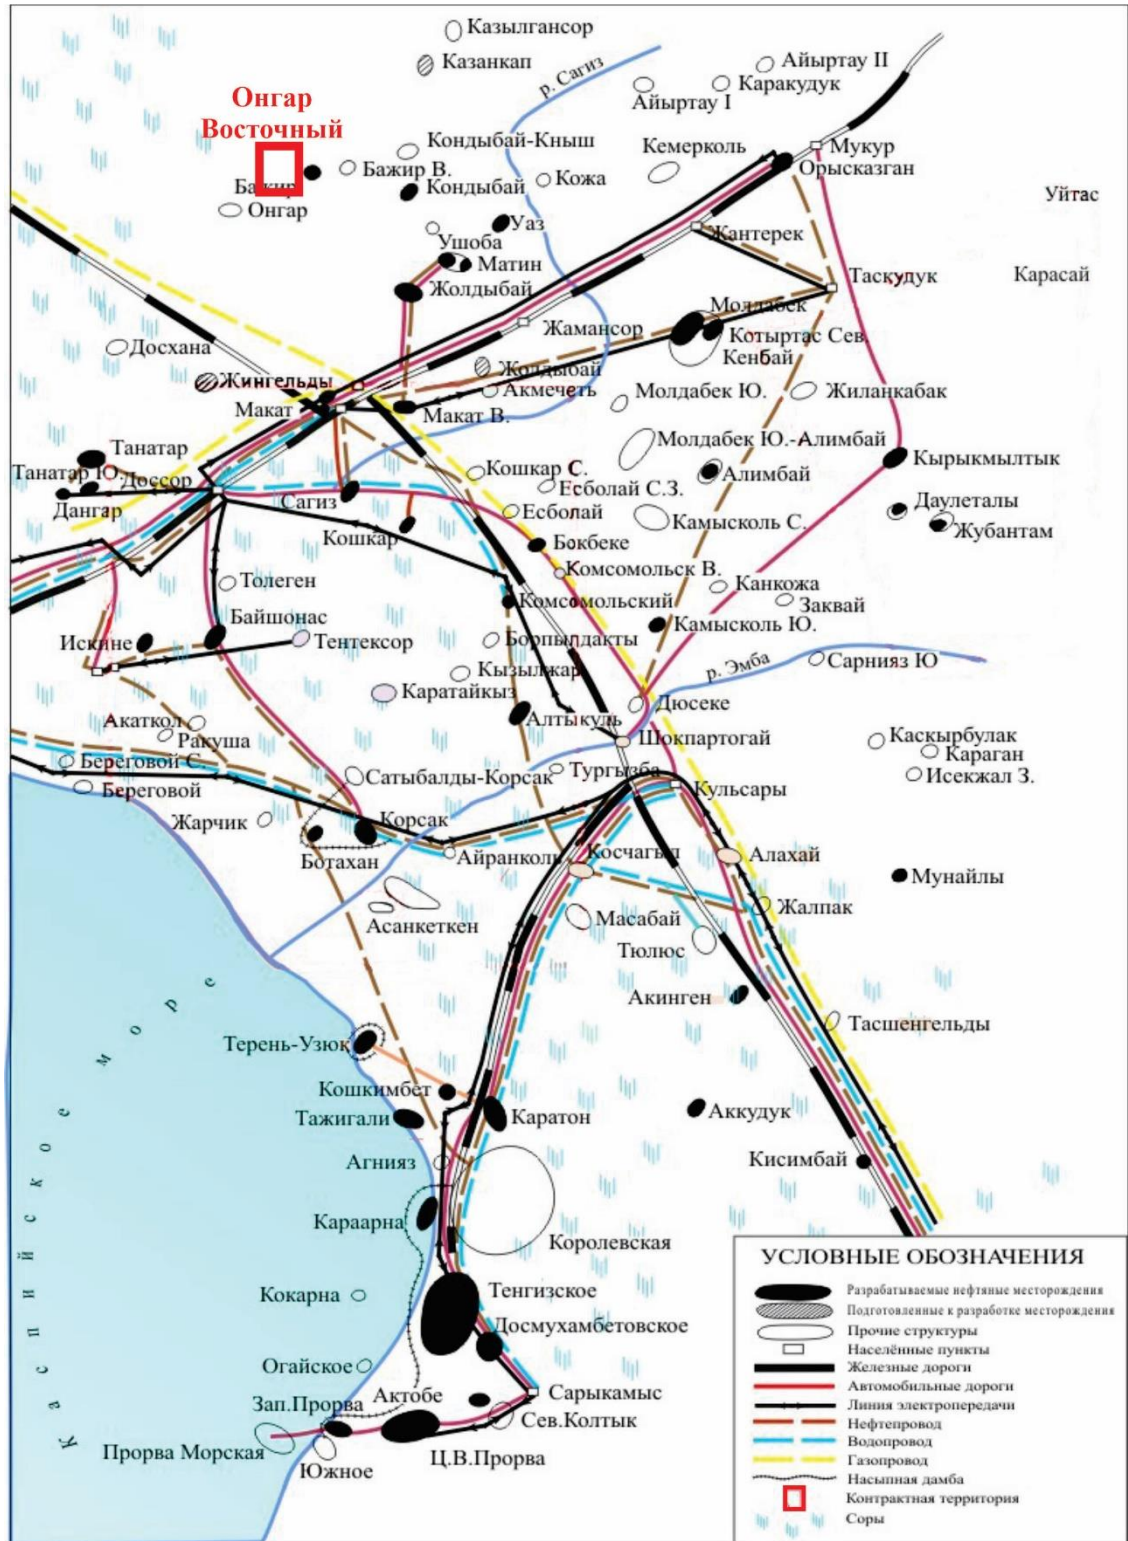 Казылгансор
Казанкап
р. Сагиз
Айыртау II
Каракудук
Айыртау I
Онгар
Восточный
Кондыбай-Кныш
Кемерколь
Мукур
Бажир В.
Орысказган
Бажир
Кондыбай
Кожа
Уйтас
Онгар
Уаз
Ушоба
Жантерек
Матин
Таскудук
Карасай
Жолдыбай
Молдабек
Жамансор
Котыртас Сев.
Досхана
Кенбай
Жолдыбай
Жингельды
Акмечеть
Молдабек Ю.
Жиланкабак
Макат
Макат В.
Молдабек Ю.-Алимбай
Танатар
Кырыкмылтык
Танатар Ю.
Доссор
Кошкар С.
Алимбай
Есболай С.З.
Дангар
Сагиз
Даулеталы
Есболай
Камысколь С.
Кошкар
Жубантам
Бокбеке
Комсомольск В.
Толеген
Канкожа
Комсомольский
Заквай
Байшонас
Камысколь Ю.
Искине
Тентексор
Борпылдакты
р. Эмба
Сарнияз Ю
Кызылжар
Каратайкыз
Дюсеке
Акаткол
Алтыкуль
Ракуша
Шокпартогай
Каскырбулак
Караган
Береговой С.
Сатыбалды-Корсак
Тургызба
Исекжал З.
Береговой
Кульсары
Жарчик
Корсак
Ботахан
Айранколь
Косчагыл
Алахай
Мунайлы
Асанкеткен
Масабай
Жалпак
Тюлюс
Акинген
Тасшенгельды
Терень-Узюк
Кошкимбет
Тажигали
Каратон
Аккудук
Агнияз
Кисимбай
Караарна
Королевская
Каспийское море
Кокарна
Тенгизское
Досмухамбетовское
Огайское
Актобе
Сарыкамыс
Зап.Прорва
Сев.Колтык
Прорва Морская
Ц.В.Прорва
Южное
УСЛОВНЫЕ ОБОЗНАЧЕНИЯ
Разрабатываемые нефтяные месторождения
Подготовленные к разработке месторождения
Прочие структуры
Населённые пункты
Железные дороги
Автомобильные дороги
Линия электропередачи
Нефтепровод
Водопровод
Газопровод
Насыпная дамба
Контрактная территория
Соры